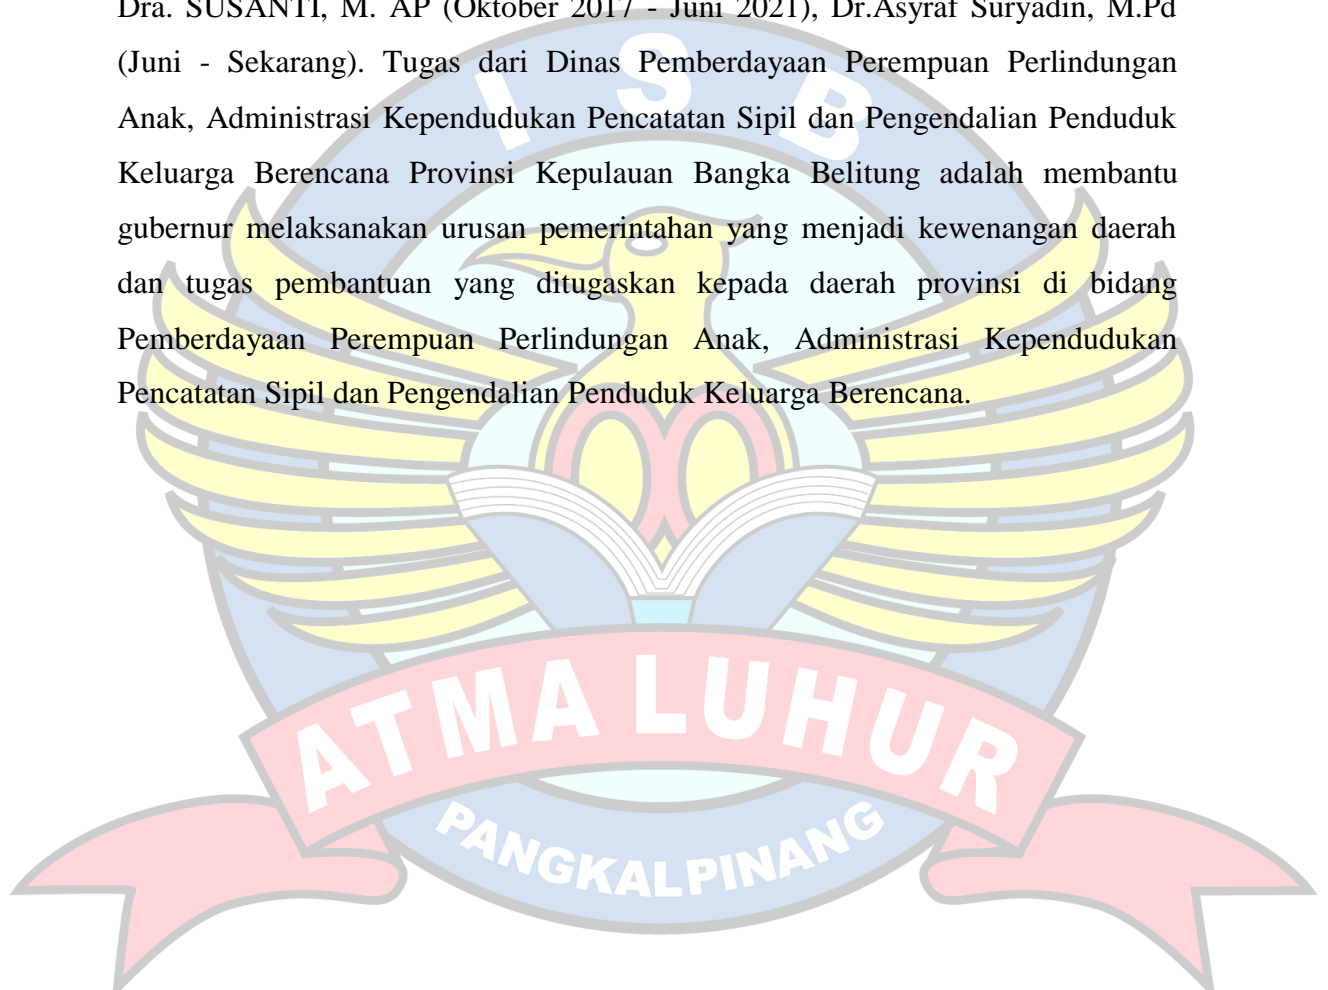 Dra. SUSANTI, M. AP (Oktober 2017 - Juni 2021), Dr.Asyraf Suryadin, M.Pd
(Juni - Sekarang). Tugas dari Dinas Pemberdayaan Perempuan Perlindungan
Anak, Administrasi Kependudukan Pencatatan Sipil dan Pengendalian Penduduk
Keluarga Berencana Provinsi Kepulauan Bangka Belitung adalah membantu
gubernur melaksanakan urusan pemerintahan yang menjadi kewenangan daerah
dan tugas pembantuan yang ditugaskan kepada daerah provinsi di bidang
Pemberdayaan Perempuan Perlindungan Anak, Administrasi Kependudukan
Pencatatan Sipil dan Pengendalian Penduduk Keluarga Berencana.
I S B
ATMA LUHUR
PANGKALPINANG